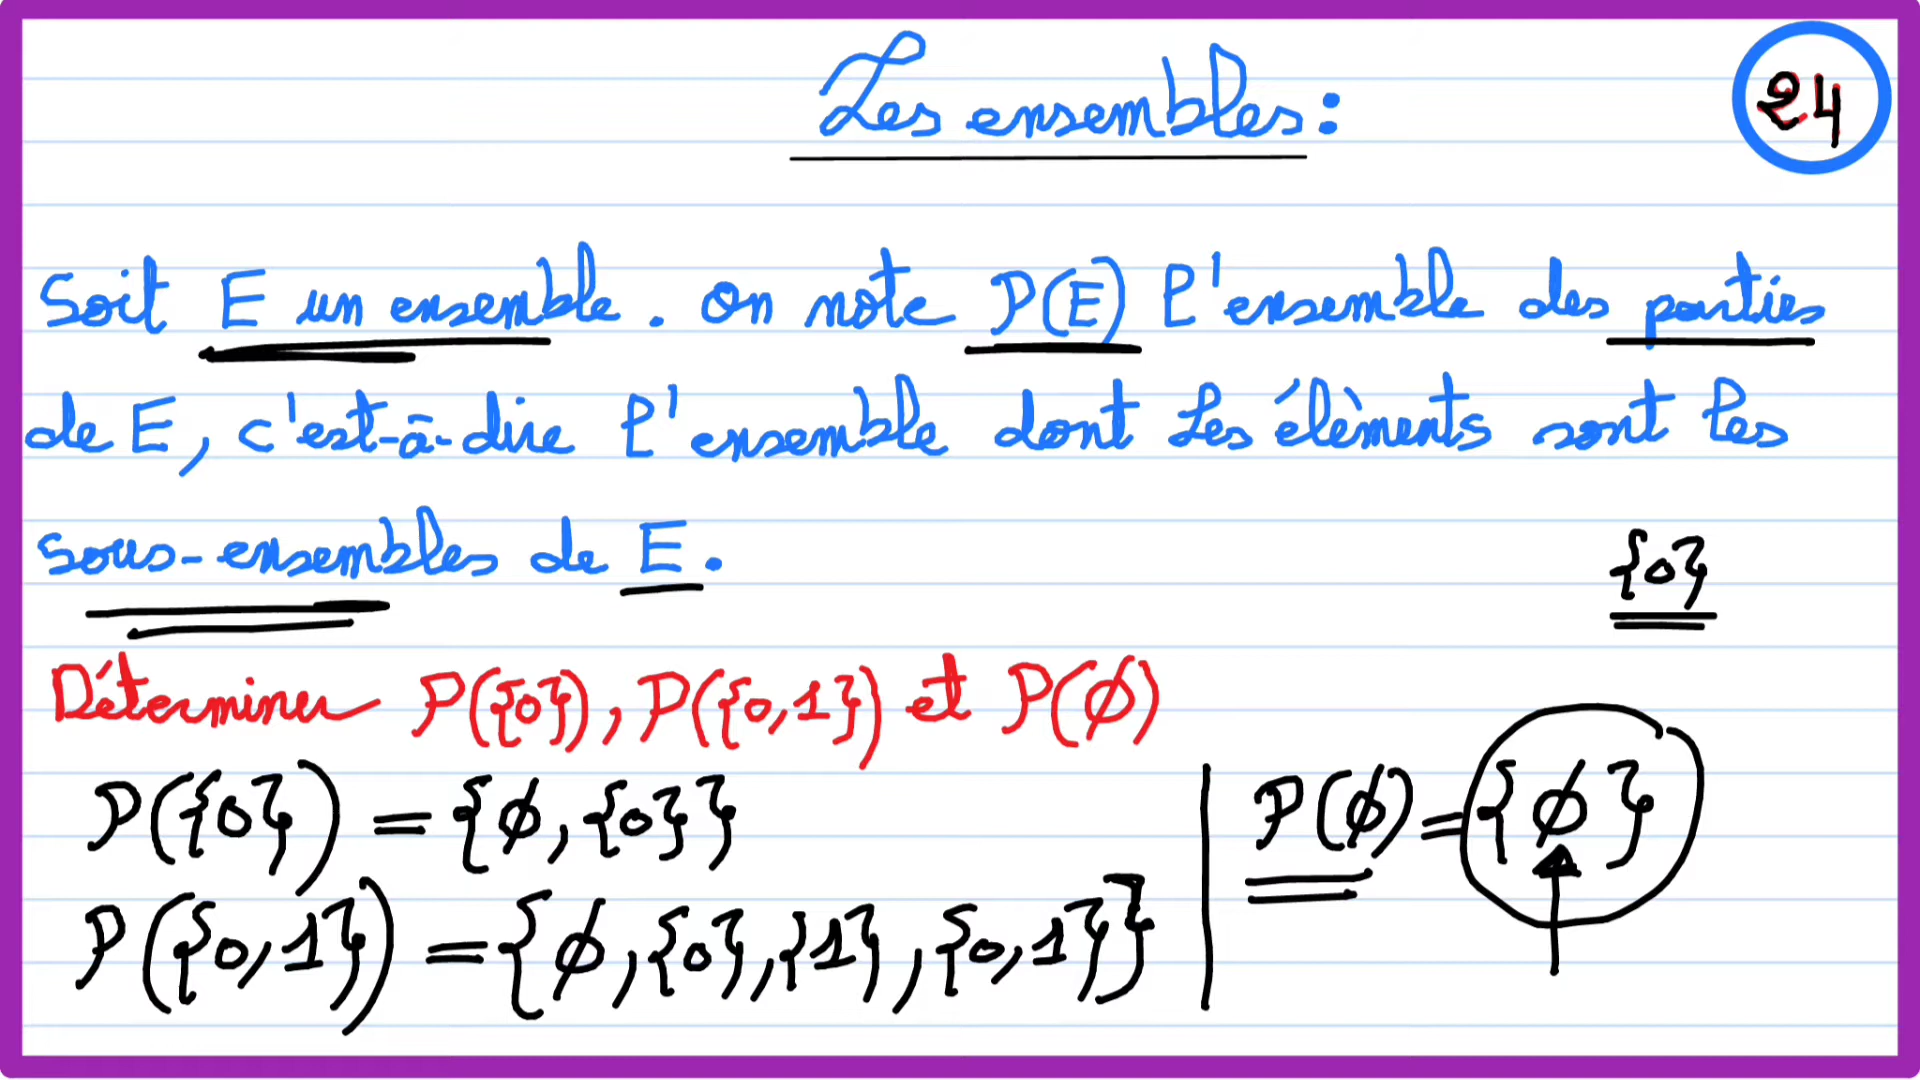 Les ensembles :
24
Soit E un ensemble. On note P(E) l'ensemble des parties
de E, c'est-à-dire l'ensemble dont Les élèments sont les
sous-ensembles de E.
{0}
Déterminer P({0}), P({0,1}) et P(∅)
P({0}) = {∅, {0}}
P({0,1}) = {∅, {0}, {1}, {0,1}}
P(∅) = {∅}